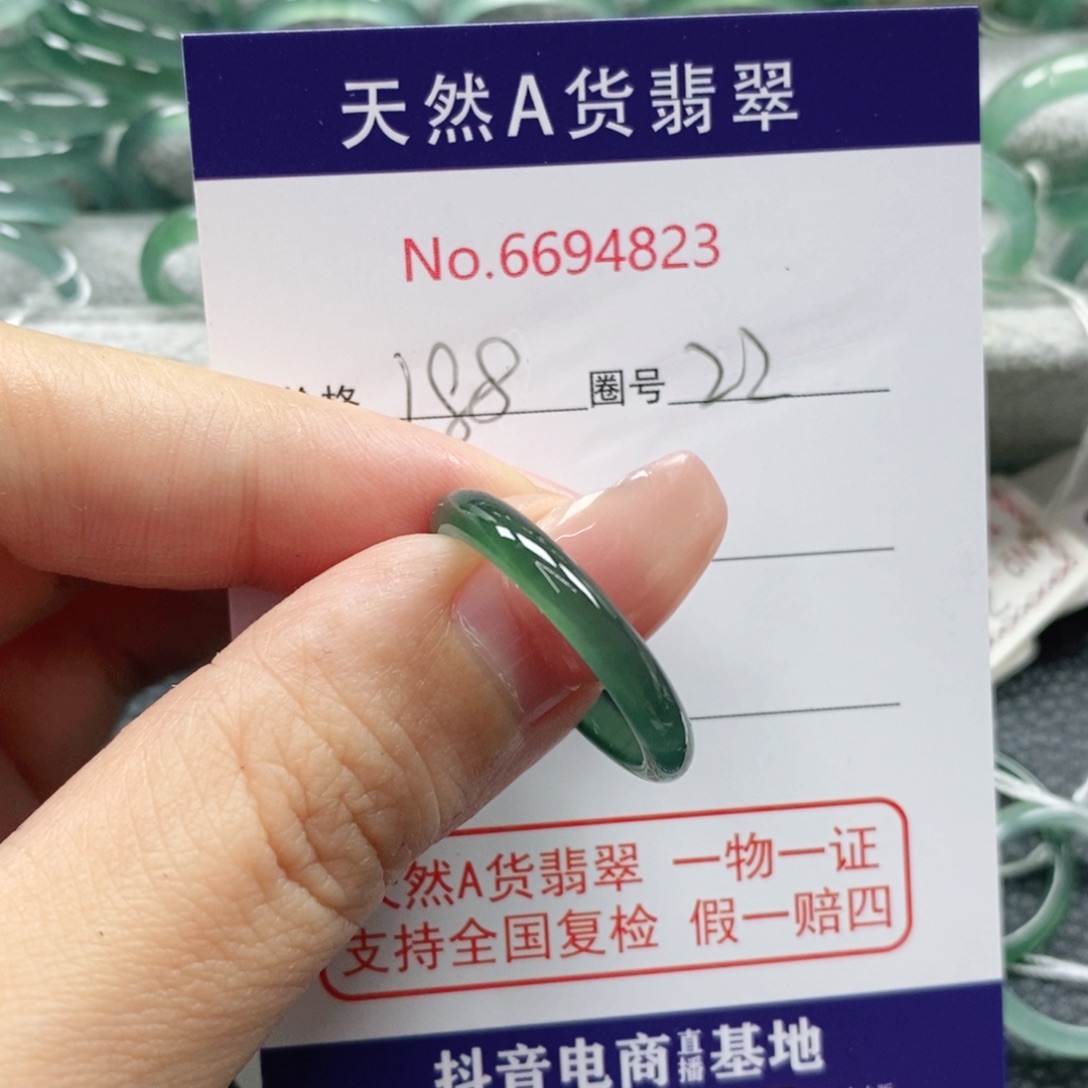 天然A货翡翠
No.6694823
价格 188 圈号 22
天然A货翡翠 一物一证
支持全国复检 假一赔四
抖音电商直播基地